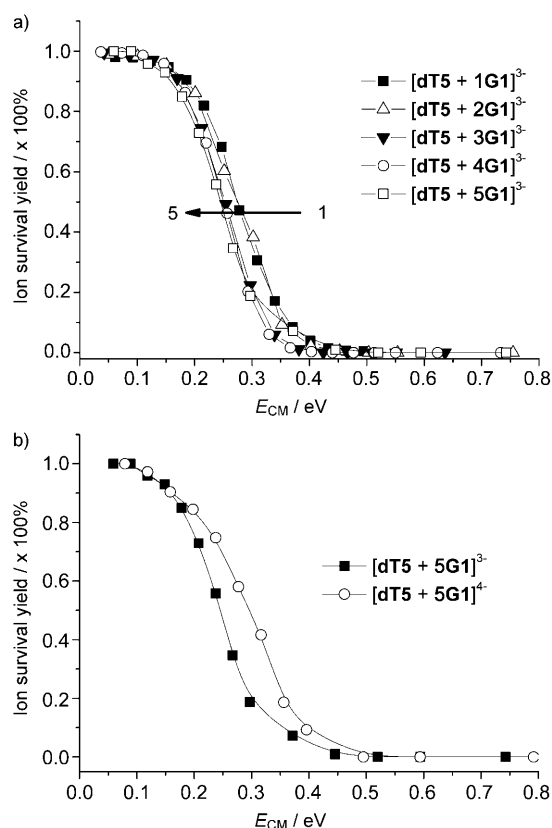 a)
1.0
0.8
0.6
0.4
0.2
0.0
Ion survival yield / x 100%
[dT5 + 1G1]³⁻
[dT5 + 2G1]³⁻
[dT5 + 3G1]³⁻
[dT5 + 4G1]³⁻
[dT5 + 5G1]³⁻
5 1
0.0 0.1 0.2 0.3 0.4 0.5 0.6 0.7 0.8
E_CM / eV
b)
1.0
0.8
0.6
0.4
0.2
0.0
Ion survival yield / x 100%
[dT5 + 5G1]³⁻
[dT5 + 5G1]⁴⁻
0.0 0.1 0.2 0.3 0.4 0.5 0.6 0.7 0.8
E_CM / eV